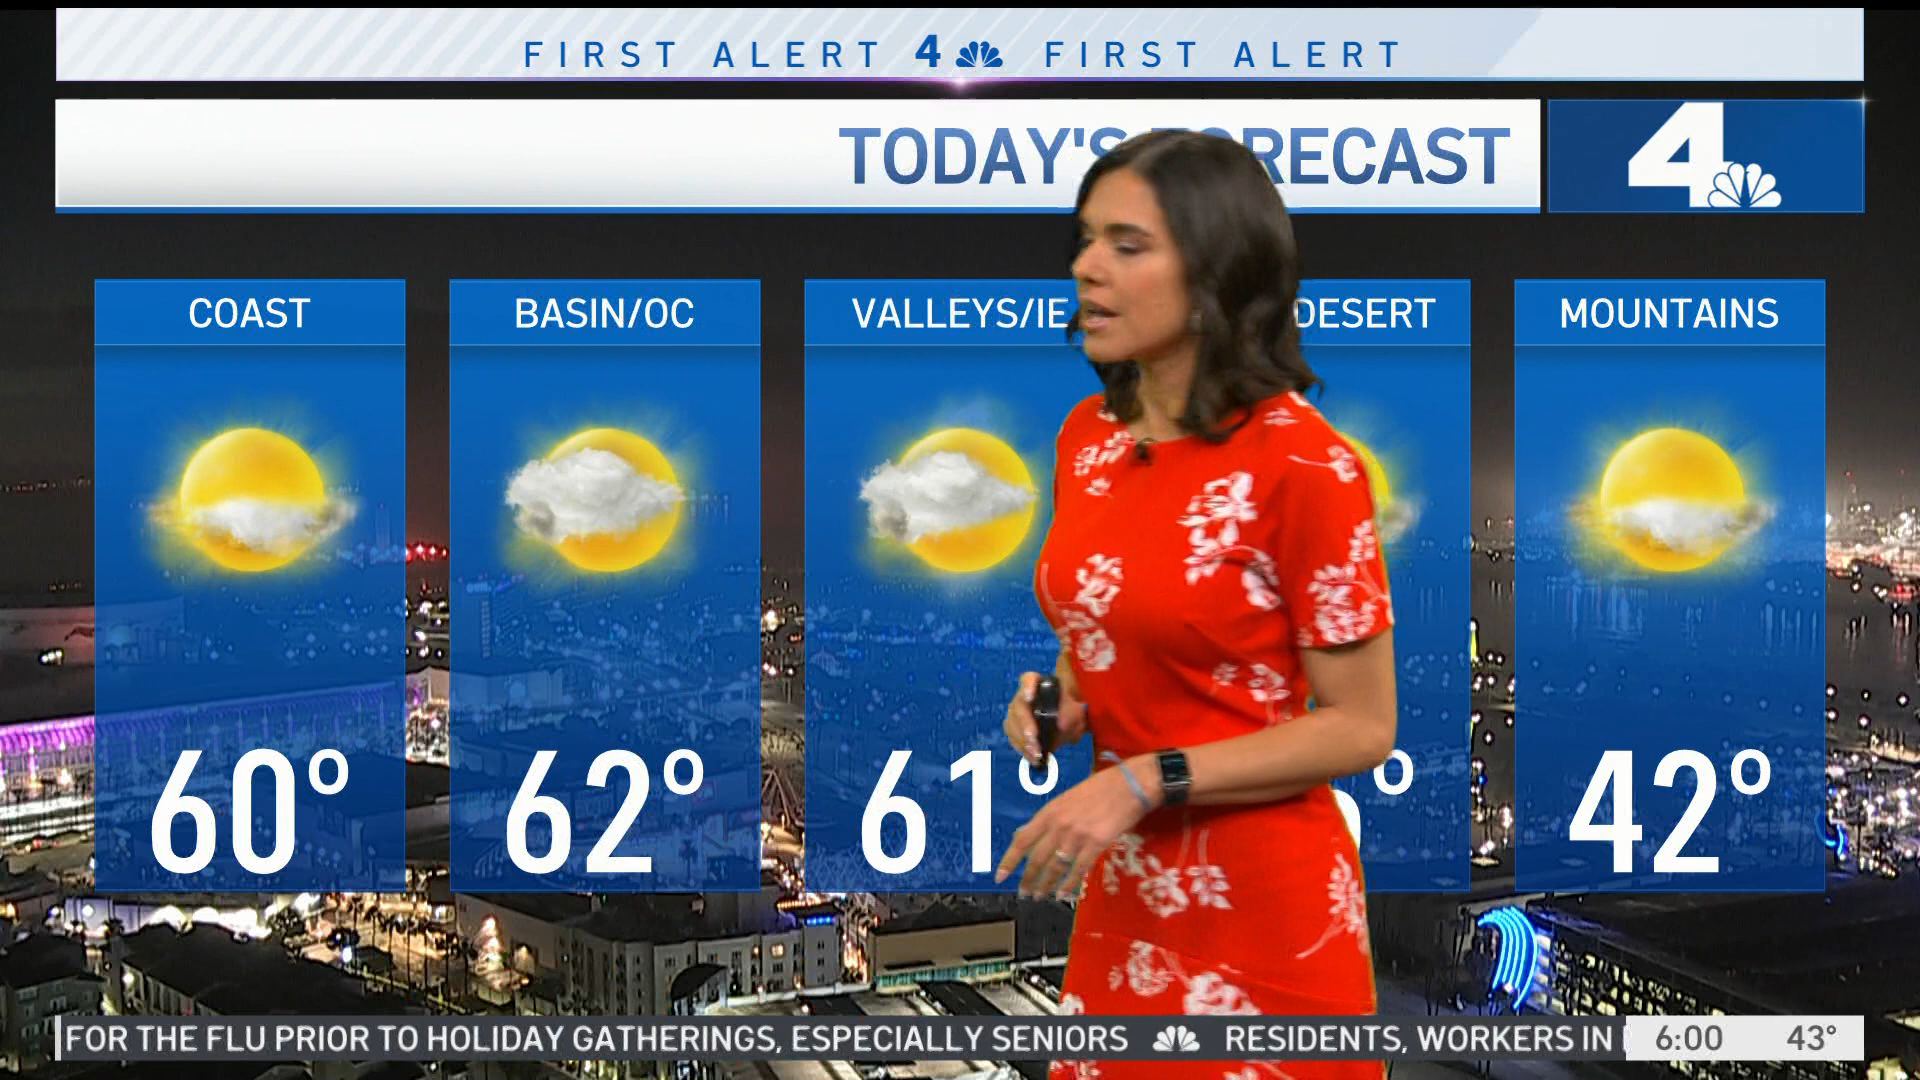 FIRST ALERT 4 FIRST ALERT
TODAY'S FORECAST
4
COAST
BASIN/OC
VALLEYS/IE
DESERT
MOUNTAINS
60°
62°
61°
42°
FOR THE FLU PRIOR TO HOLIDAY GATHERINGS, ESPECIALLY SENIORS RESIDENTS, WORKERS IN
6:00 43°